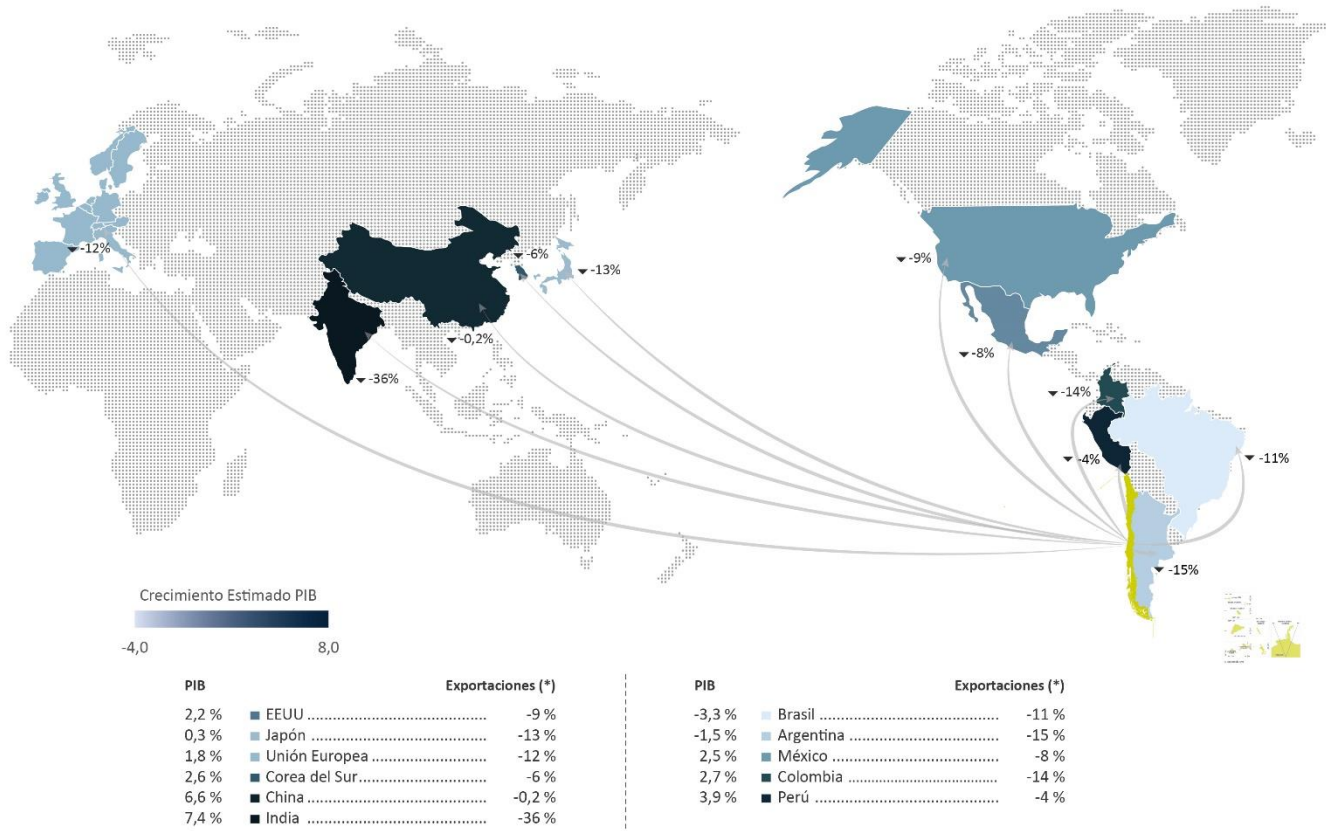 -12%
-6%
-13%
-0,2%
-36%
-9%
-8%
-14%
-4%
-11%
-15%
Crecimiento Estimado PIB
-4,0 8,0
PIB Exportaciones (*)
2,2 % EEUU ........................................ -9 %
0,3 % Japón ........................................ -13 %
1,8 % Unión Europea ........................... -12 %
2,6 % Corea del Sur ............................. -6 %
6,6 % China ........................................ -0,2 %
7,4 % India ......................................... -36 %
PIB Exportaciones (*)
-3,3 % Brasil ........................................ -11 %
-1,5 % Argentina .................................. -15 %
2,5 % México ...................................... -8 %
2,7 % Colombia ................................... -14 %
3,9 % Perú .......................................... -4 %